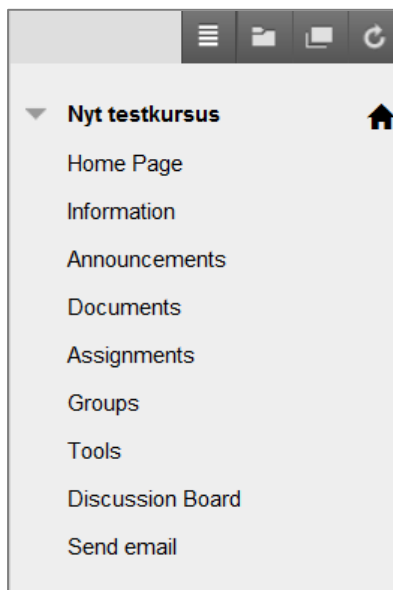 Nyt testkursus
Home Page
Information
Announcements
Documents
Assignments
Groups
Tools
Discussion Board
Send email